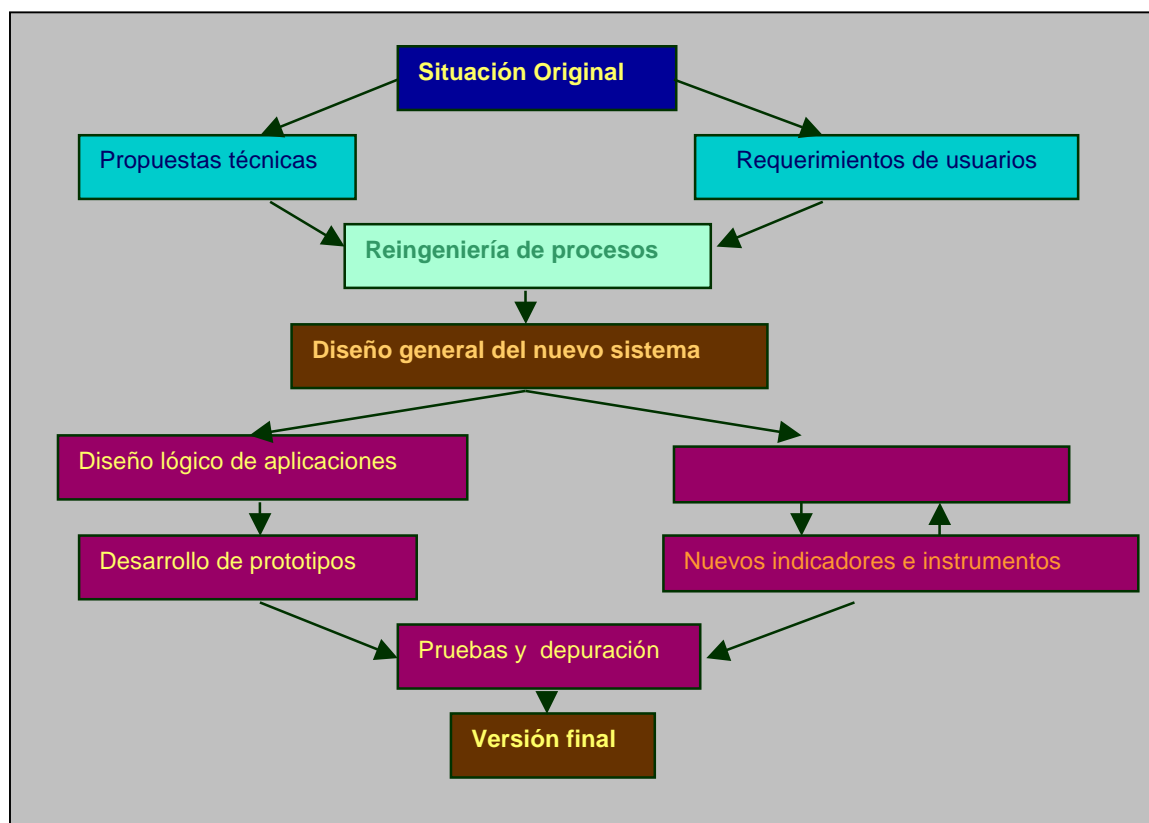 Situación Original
Propuestas técnicas
Requerimientos de usuarios
Reingeniería de procesos
Diseño general del nuevo sistema
Diseño lógico de aplicaciones
Desarrollo de prototipos
Nuevos indicadores e instrumentos
Pruebas y  depuración
Versión final